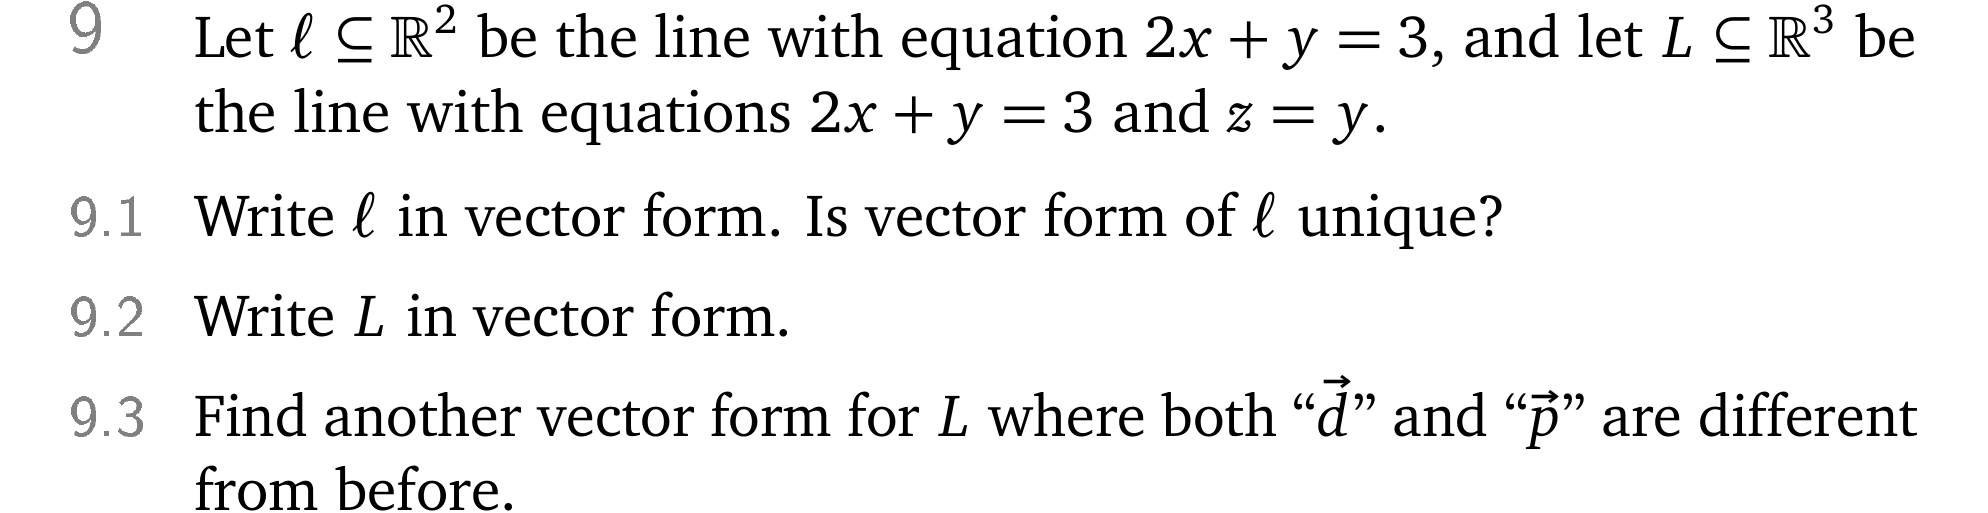 9 Let ℓ ⊆ ℝ² be the line with equation 2x + y = 3, and let L ⊆ ℝ³ be
the line with equations 2x + y = 3 and z = y.
9.1 Write ℓ in vector form. Is vector form of ℓ unique?
9.2 Write L in vector form.
9.3 Find another vector form for L where both “d⃗” and “p⃗” are different
from before.